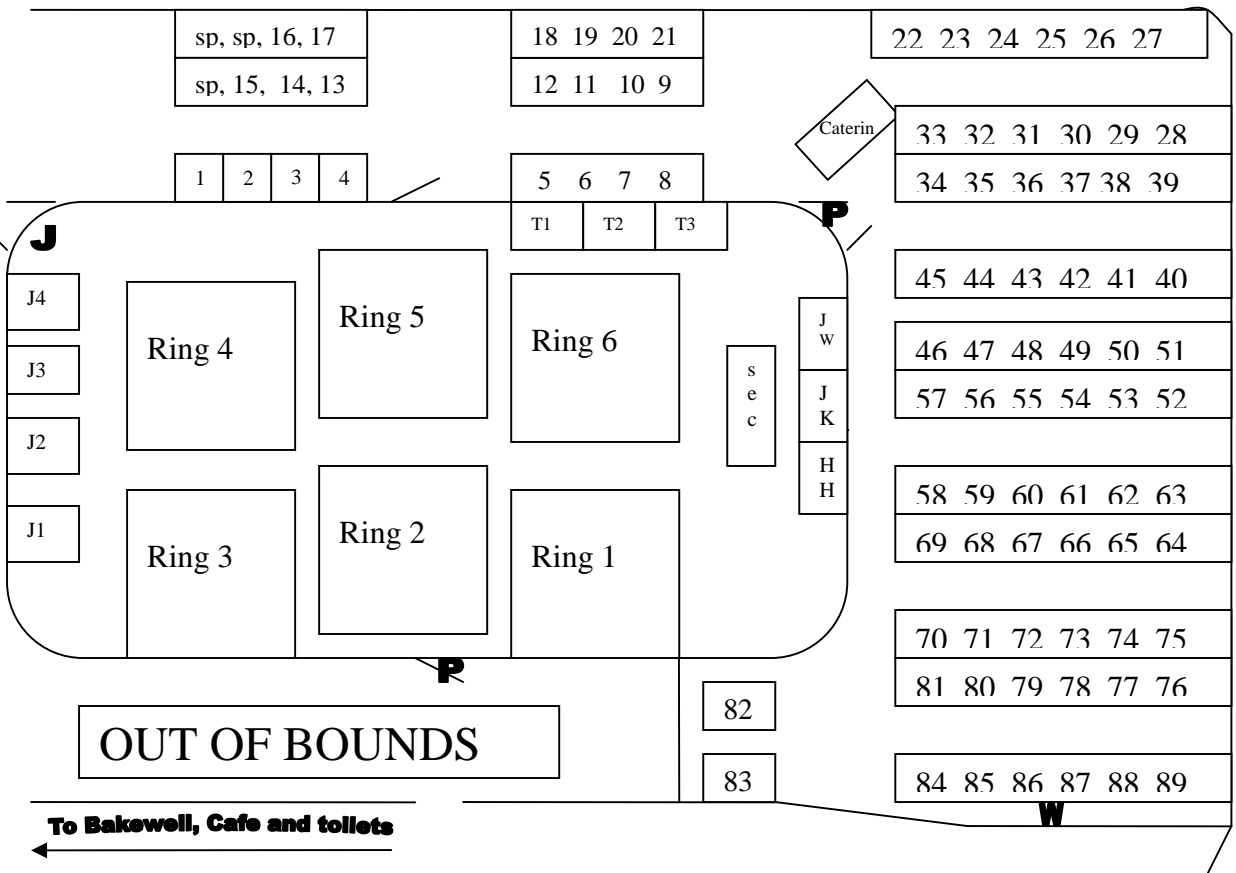 sp, sp, 16, 17
18 19 20 21
22 23 24 25 26 27
sp, 15, 14, 13
12 11 10 9
Caterin
33 32 31 30 29 28
1 2 3 4
5 6 7 8
34 35 36 37 38 39
T1 T2 T3
P
J
45 44 43 42 41 40
J4
Ring 4
Ring 5
Ring 6
J
W
46 47 48 49 50 51
J3
s
e
c
J
K
57 56 55 54 53 52
J2
H
H
58 59 60 61 62 63
J1
Ring 3
Ring 2
Ring 1
69 68 67 66 65 64
70 71 72 73 74 75
P
81 80 79 78 77 76
82
OUT OF BOUNDS
83
84 85 86 87 88 89
W
To Bakewell, Cafe and toilets